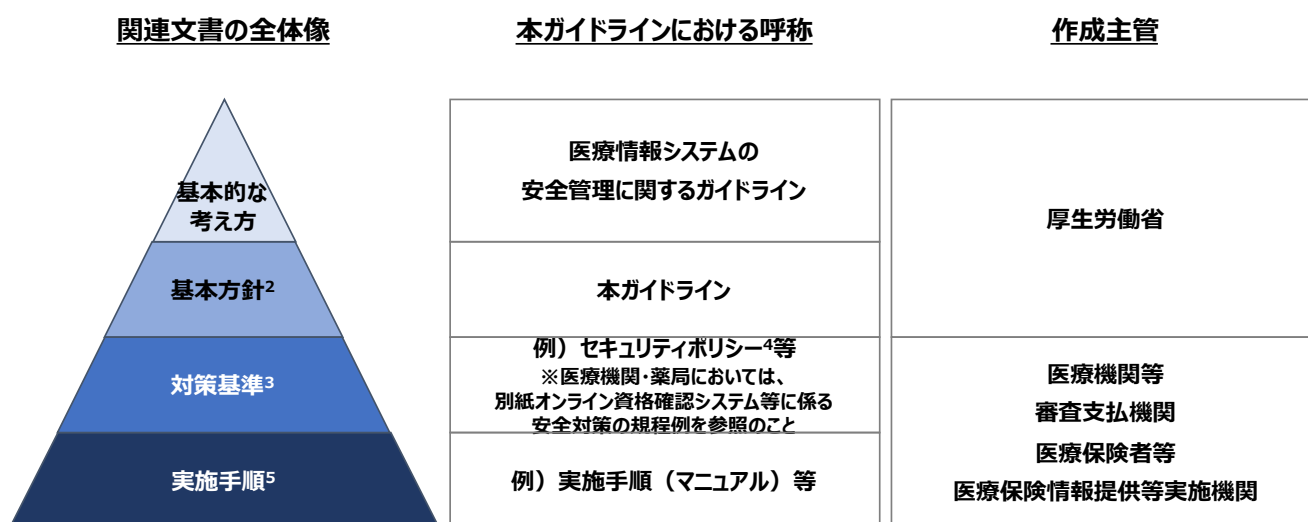 関連文書の全体像
本ガイドラインにおける呼称
作成主管
基本的な
考え方
医療情報システムの
安全管理に関するガイドライン
厚生労働省
基本方針2
本ガイドライン
対策基準3
例）セキュリティポリシー4等
※医療機関・薬局においては、
別紙オンライン資格確認システム等に係る
安全対策の規程例を参照のこと
医療機関等
審査支払機関
医療保険者等
医療保険情報提供等実施機関
実施手順5
例）実施手順（マニュアル）等